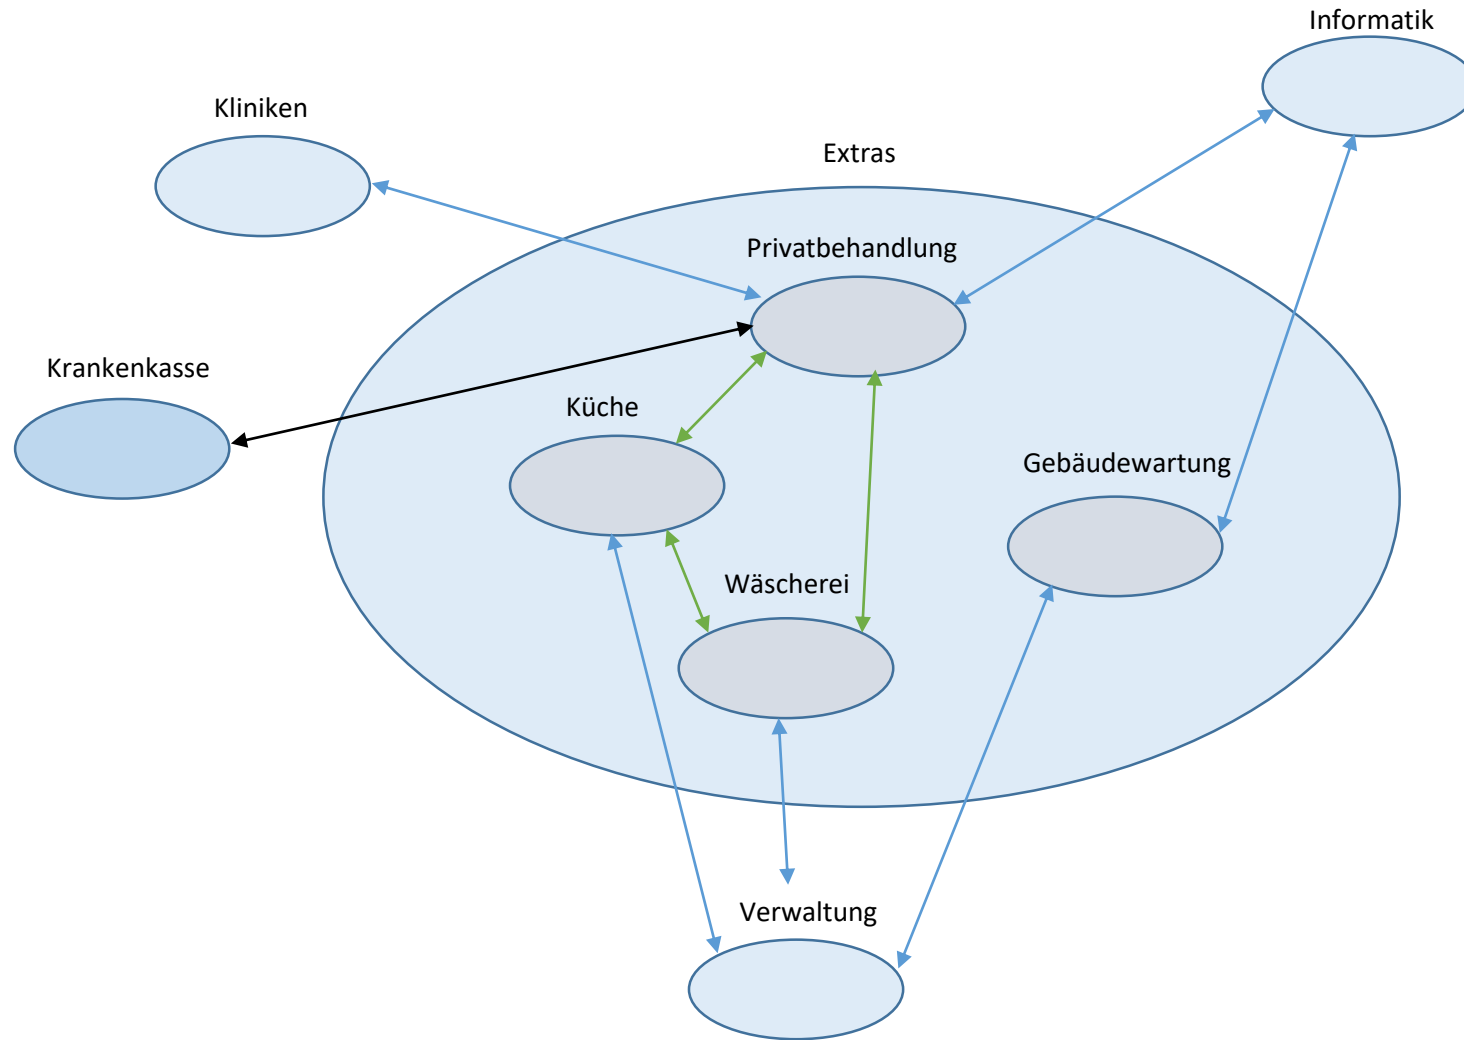 Informatik
Kliniken
Extras
Privatbehandlung
Krankenkasse
Küche
Gebäudewartung
Wäscherei
Verwaltung